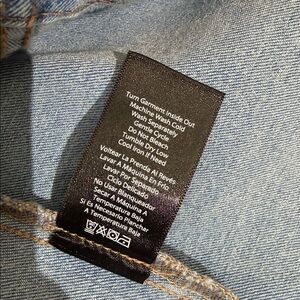 Turn Garment Inside Out
Machine Wash Cold
Wash Separately
Gentle Cycle
Do Not Beach
Tumble Dry Low
Cool Iron if Need
Voltear La Prenda Al Revés
Lavar A Máquina En Frío
Lavar Por Separado
Ciclo Delicado
No Usar Blanqueador
Secar A Máquina A
Temperatura Baja
Si Es Necesario Planchar
A Temperatura Baja